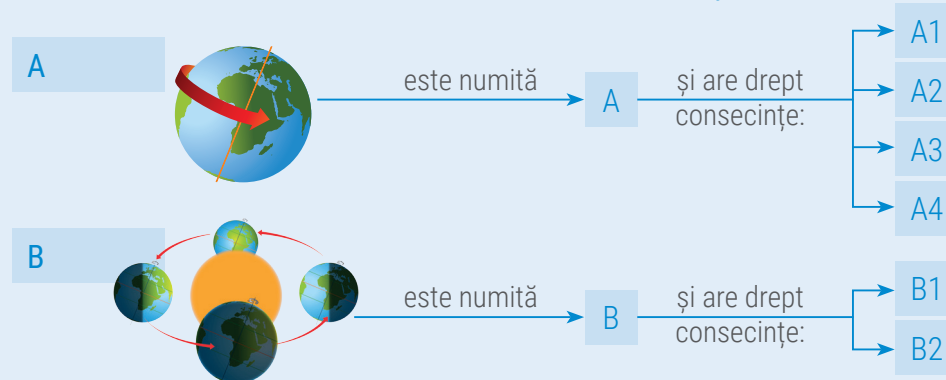 A
este numită
A
și are drept
consecințe:
A1
A2
A3
A4
B
este numită
B
și are drept
consecințe:
B1
B2